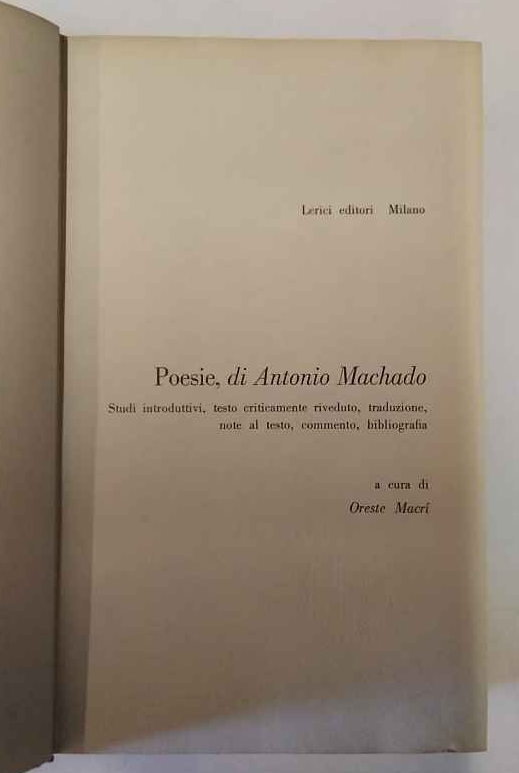 Lerici editori Milano
Poesie, di Antonio Machado
Studi introduttivi, testo criticamente riveduto, traduzione,
note al testo, commento, bibliografia
a cura di
Oreste Macrí